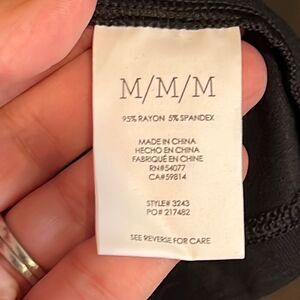 M/M/M
95% RAYON 5% SPANDEX
MADE IN CHINA
HECHO EN CHINA
FABRIQUÉ EN CHINE
RN#54077
CA#59814
STYLE# 3243
PO# 217482
SEE REVERSE FOR CARE